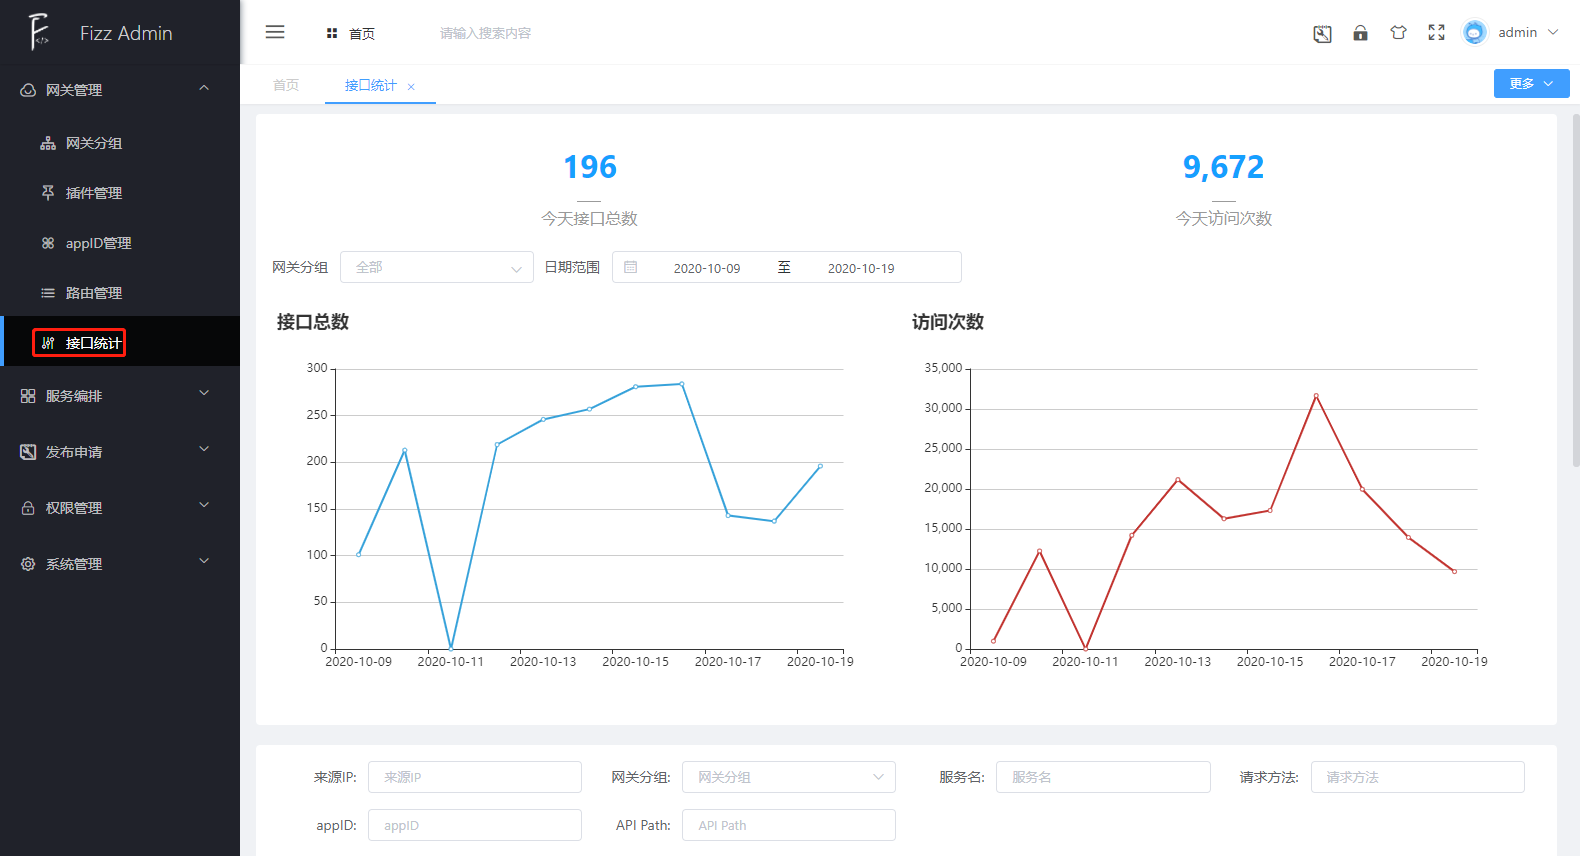 Fizz Admin
首页
请输入搜索内容
admin
网关管理
网关分组
插件管理
appID管理
路由管理
接口统计
服务编排
发布申请
权限管理
系统管理
首页
接口统计 ×
更多
196
今天接口总数
9,672
今天访问次数
网关分组 全部 日期范围 2020-10-09 至 2020-10-19
接口总数
300
250
200
150
100
50
0
2020-10-09 2020-10-11 2020-10-13 2020-10-15 2020-10-17 2020-10-19
访问次数
35,000
30,000
25,000
20,000
15,000
10,000
5,000
0
2020-10-09 2020-10-11 2020-10-13 2020-10-15 2020-10-17 2020-10-19
来源IP: 来源IP 网关分组: 网关分组 服务名: 服务名 请求方法: 请求方法
appID: appID API Path: API Path